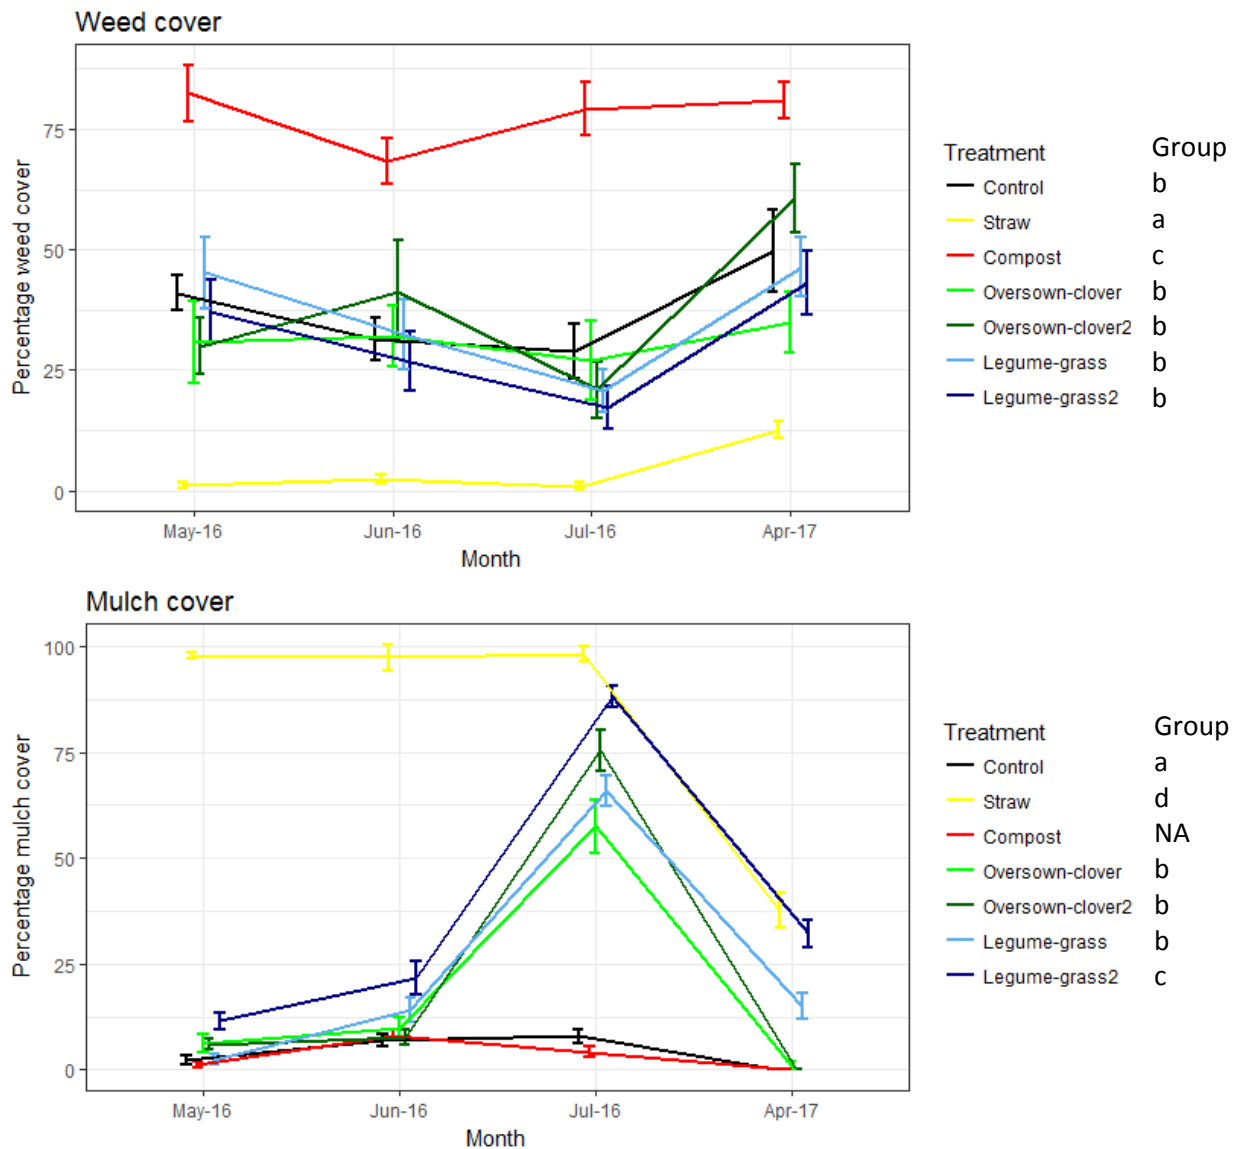 Weed cover
Percentage weed cover
75
50
25
0
May-16 Jun-16 Jul-16 Apr-17
Month
Treatment Group
Control b
Straw a
Compost c
Oversown-clover b
Oversown-clover2 b
Legume-grass b
Legume-grass2 b
Mulch cover
Percentage mulch cover
100
75
50
25
0
May-16 Jun-16 Jul-16 Apr-17
Month
Treatment Group
Control a
Straw d
Compost NA
Oversown-clover b
Oversown-clover2 b
Legume-grass b
Legume-grass2 c